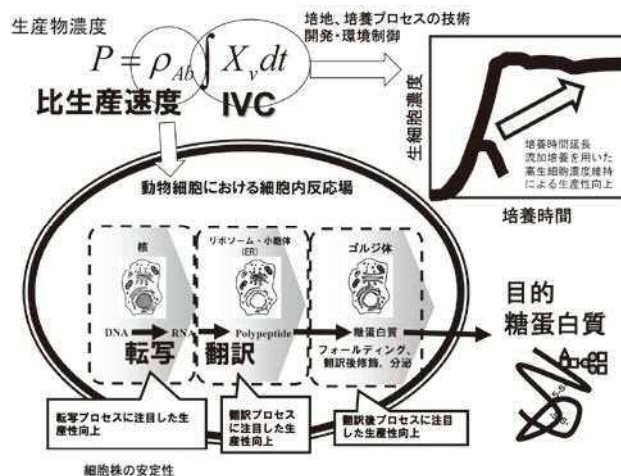 生産物濃度
P = ρAb ∫ Xv dt
比生産速度
IVC
培地、培養プロセスの技術
開発・環境制御
生細胞濃度
培養時間延長
流加培養を用いた
高生細胞濃度維持
による生産性向上
培養時間
動物細胞における細胞内反応場
核
リボソーム・小胞体
(ER)
ゴルジ体
DNA
RNA
Polypeptide
糖蛋白質
転写
翻訳
フォールディング、
翻訳後修飾、分泌
目的
糖蛋白質
S-S
転写プロセスに注目した生
産性向上
翻訳プロセス
に注目した生
産性向上
翻訳後プロセスに注目
した生産性向上
細胞株の安定性